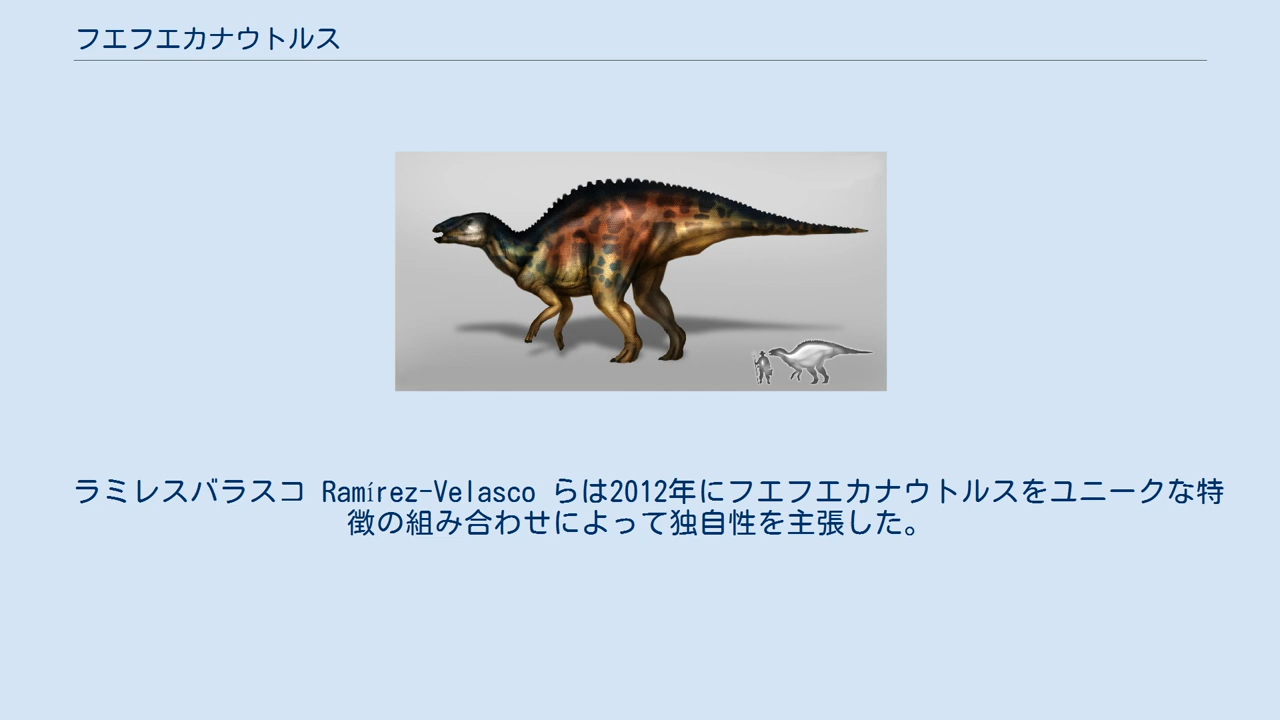 フエフエカナウトルス
ラミレスバラスコ Ramírez-Velasco らは2012年にフエフエカナウトルスをユニークな特
徴の組み合わせによって独自性を主張した。